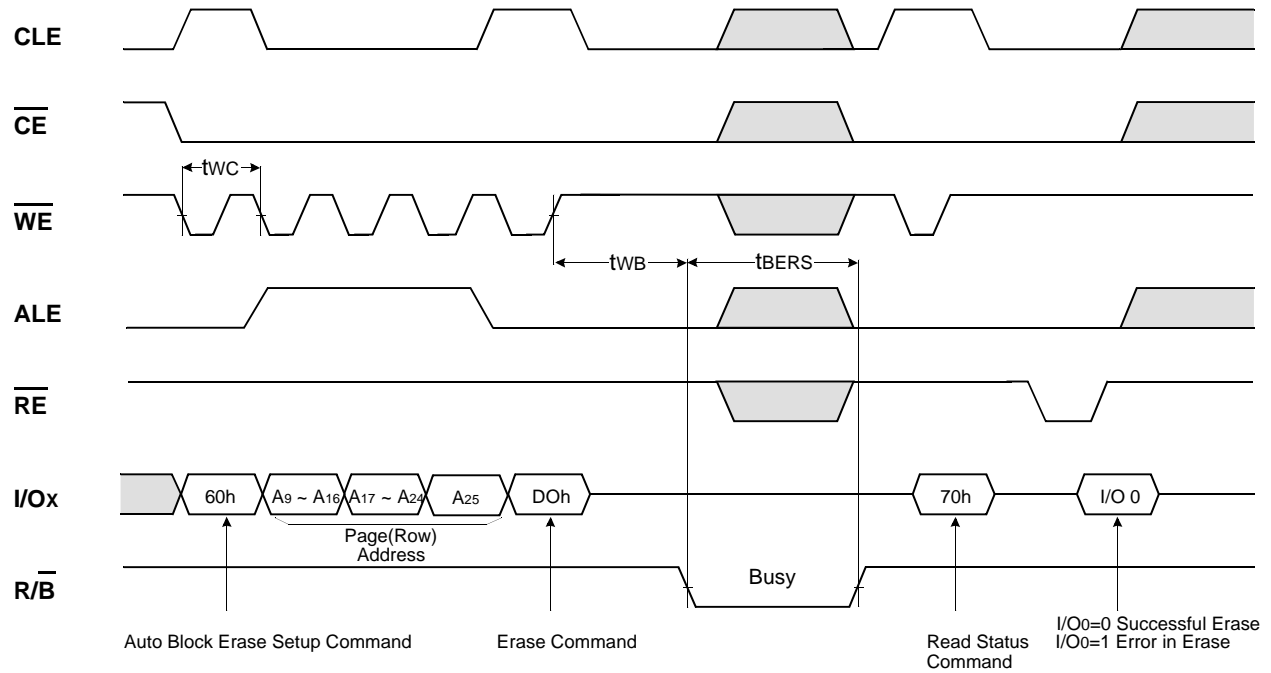 CLE
CE
tWC
WE
tWB
tBERS
ALE
RE
I/Ox
60h
A9 ~ A16
A17 ~ A24
A25
DOh
70h
I/O 0
Page(Row)
Address
R/B
Busy
Auto Block Erase Setup Command
Erase Command
Read Status
Command
I/O0=0 Successful Erase
I/O0=1 Error in Erase